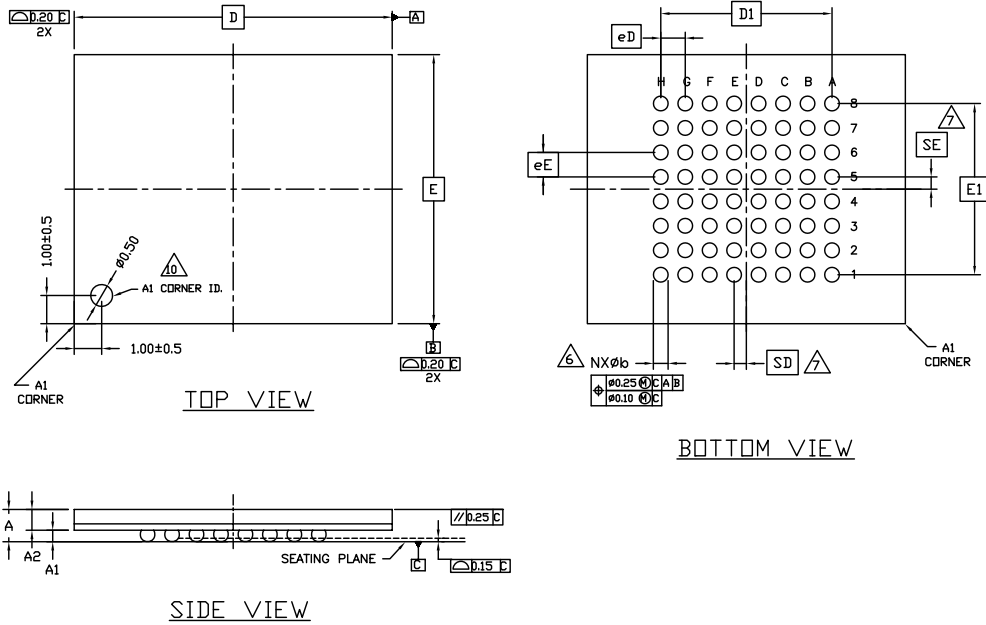 ⌓0.20 C
2X
D
A
E
1.00±0.5
ø0.50
10
A1 CORNER ID.
1.00±0.5
B
⌓0.20 C
2X
A1
CORNER
TOP VIEW
D1
eD
H G F E D C B A
8
7
6
5
4
3
2
1
7
SE
eE
E1
6
NXøb
⌖ ø0.25 Ⓜ C A B
ø0.10 Ⓜ C
SD
7
A1
CORNER
BOTTOM VIEW
A
A2
A1
SEATING PLANE
C
//0.25 C
⌓0.15 C
SIDE VIEW